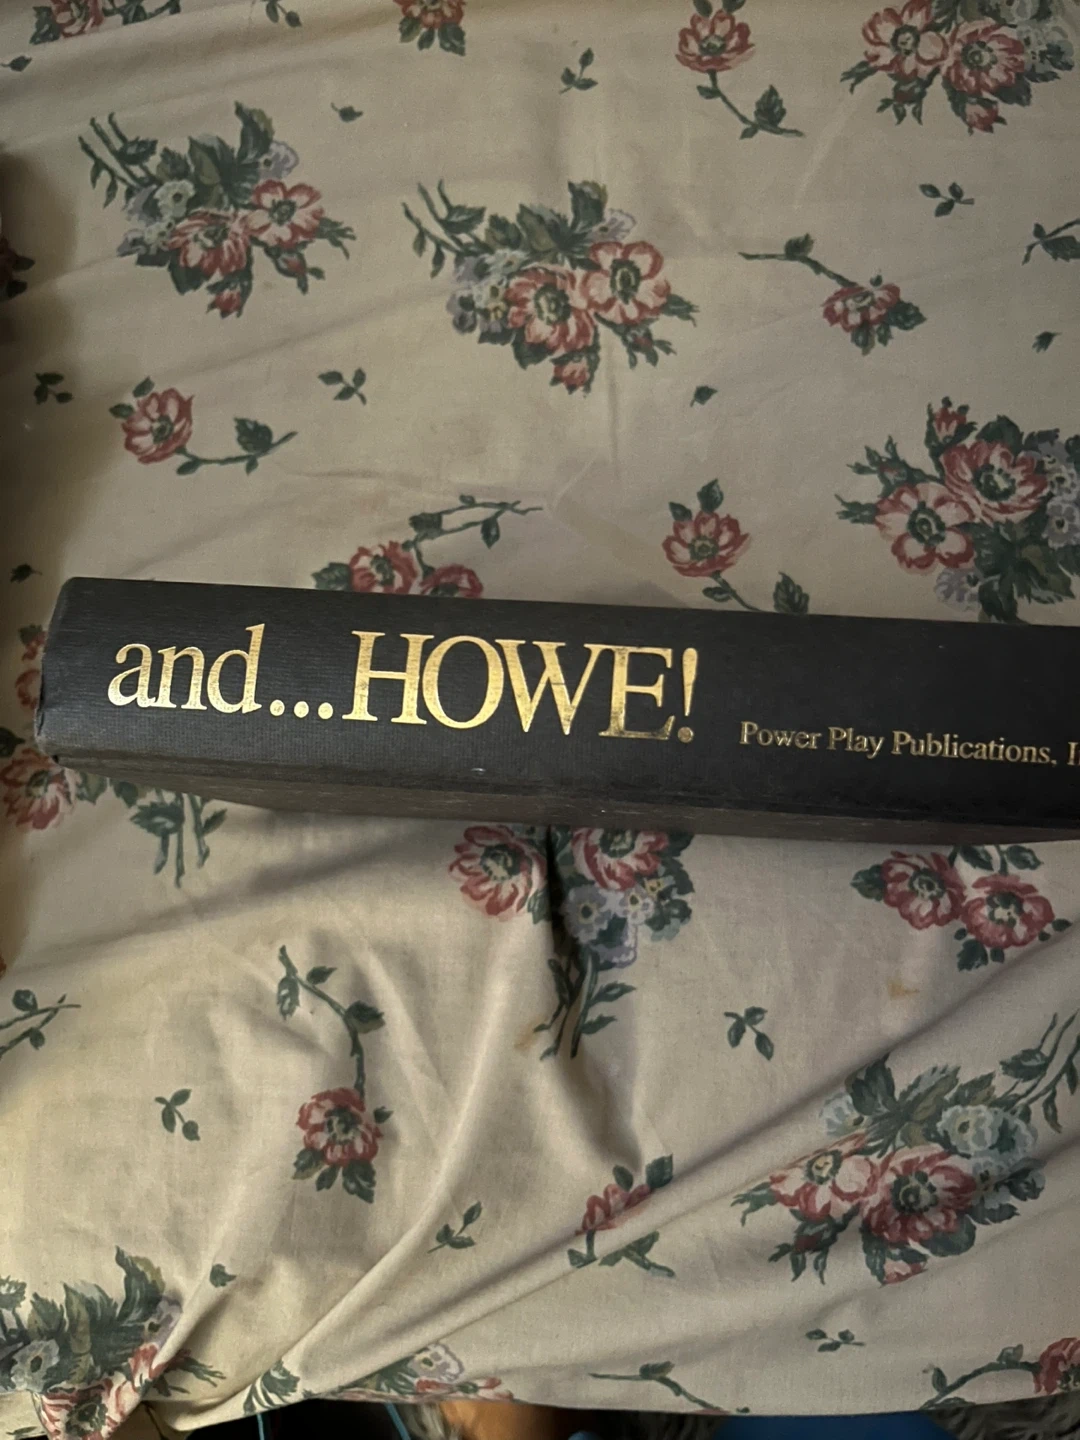 and...HOWE!
Power Play Publications,